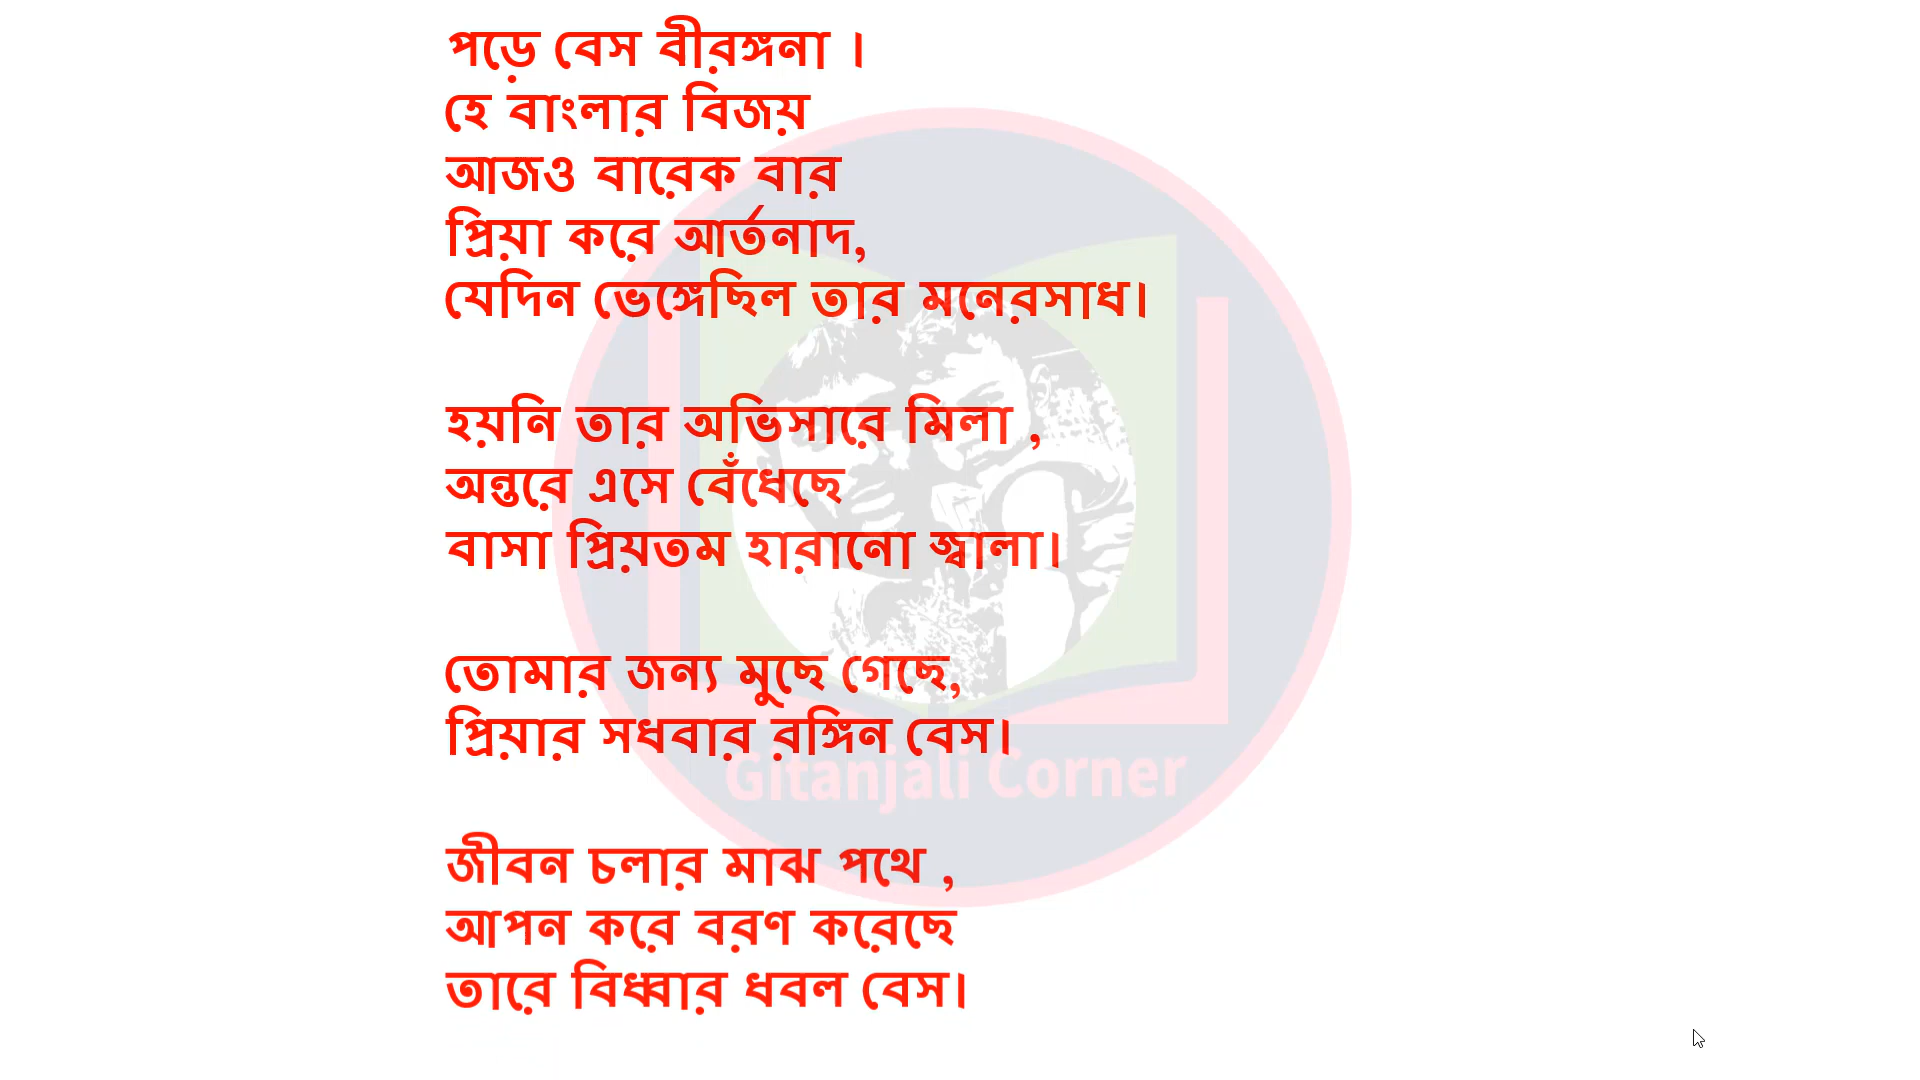 পড়ে বেস বীরঙ্গনা ।
হে বাংলার বিজয়
আজও বারেক বার
প্রিয়া করে আর্তনাদ,
যেদিন ভেঙ্গেছিল তার মনেরসাধ।
হয়নি তার অভিসারে মিলা ,
অন্তরে এসে বেঁধেছে
বাসা প্রিয়তম হারানো জ্বালা।
তোমার জন্য মুছে গেছে,
প্রিয়ার সধবার রঙ্গিন বেস।
Gitanjali Corner
জীবন চলার মাঝ পথে ,
আপন করে বরণ করেছে
তারে বিধ্বার ধবল বেস।